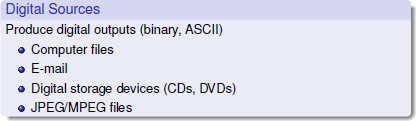 Digital Sources
Produce digital outputs (binary, ASCII)
Computer files
E-mail
Digital storage devices (CDs, DVDs)
JPEG/MPEG files